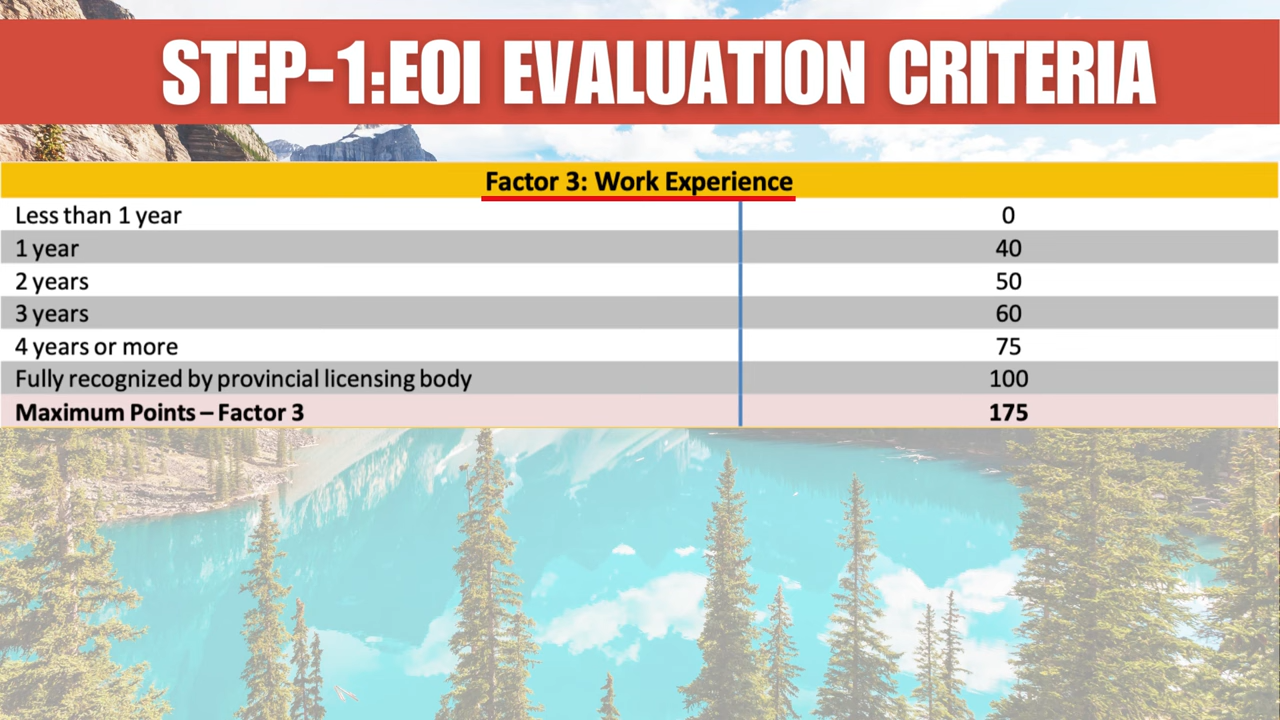 STEP-1:EOI EVALUATION CRITERIA
Factor 3: Work Experience
Less than 1 year 0
1 year 40
2 years 50
3 years 60
4 years or more 75
Fully recognized by provincial licensing body 100
Maximum Points – Factor 3 175